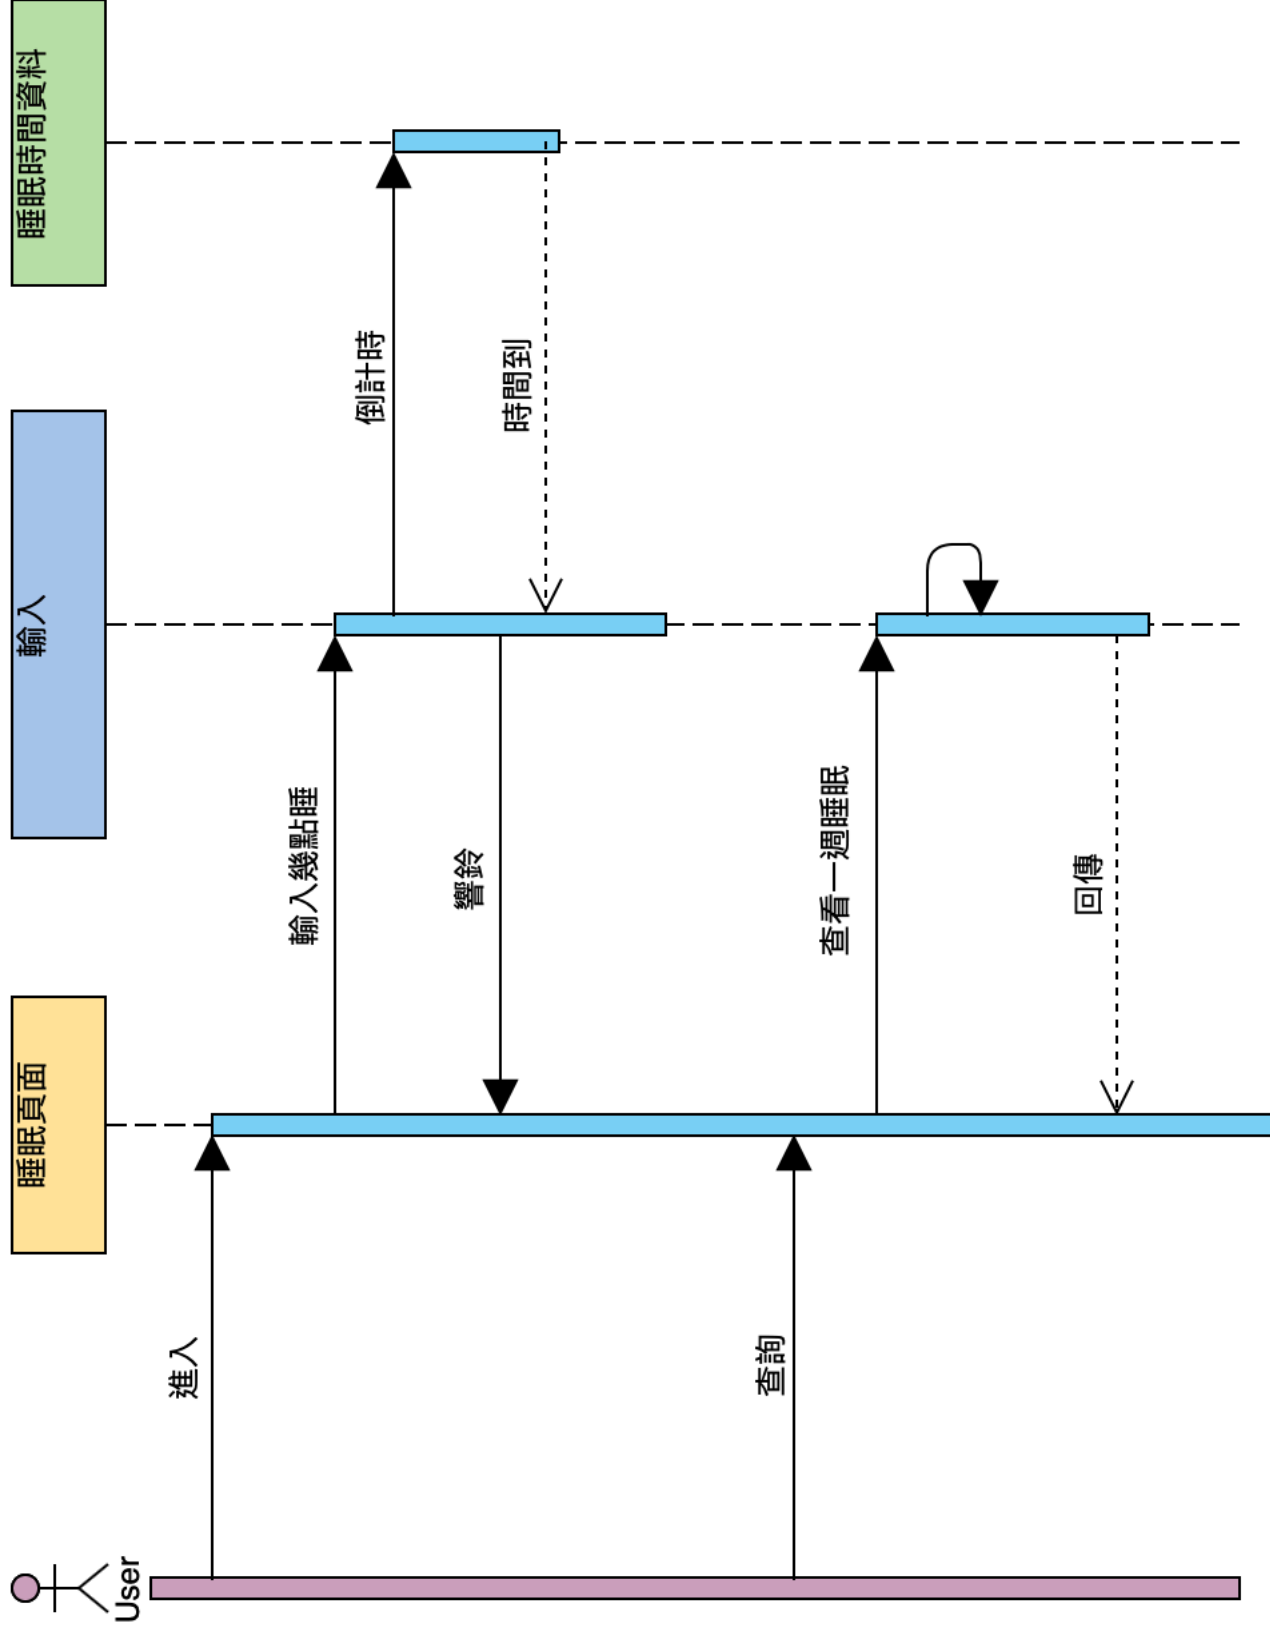 User
睡眠頁面
輸入
睡眠時間資料
進入
輸入幾點睡
倒計時
響鈴
時間到
查詢
查看一週睡眠
回傳